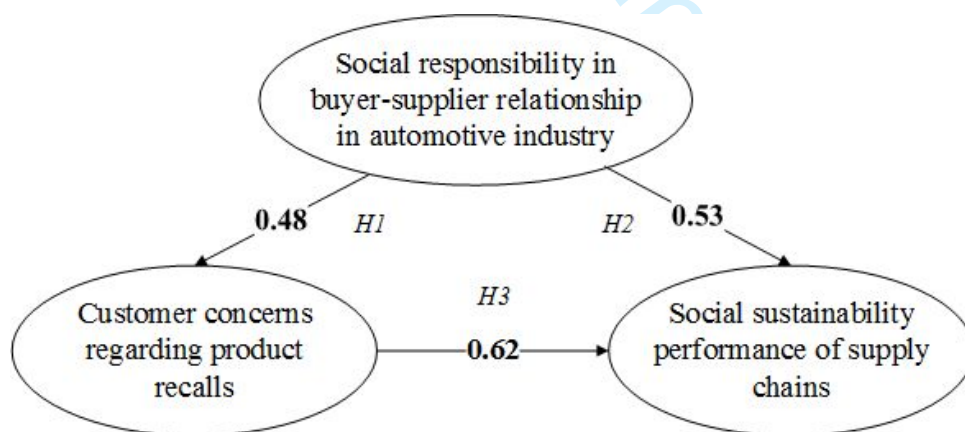 Social responsibility in
buyer-supplier relationship
in automotive industry
0.48
H1
H2
0.53
Customer concerns
regarding product
recalls
H3
0.62
Social sustainability
performance of supply
chains